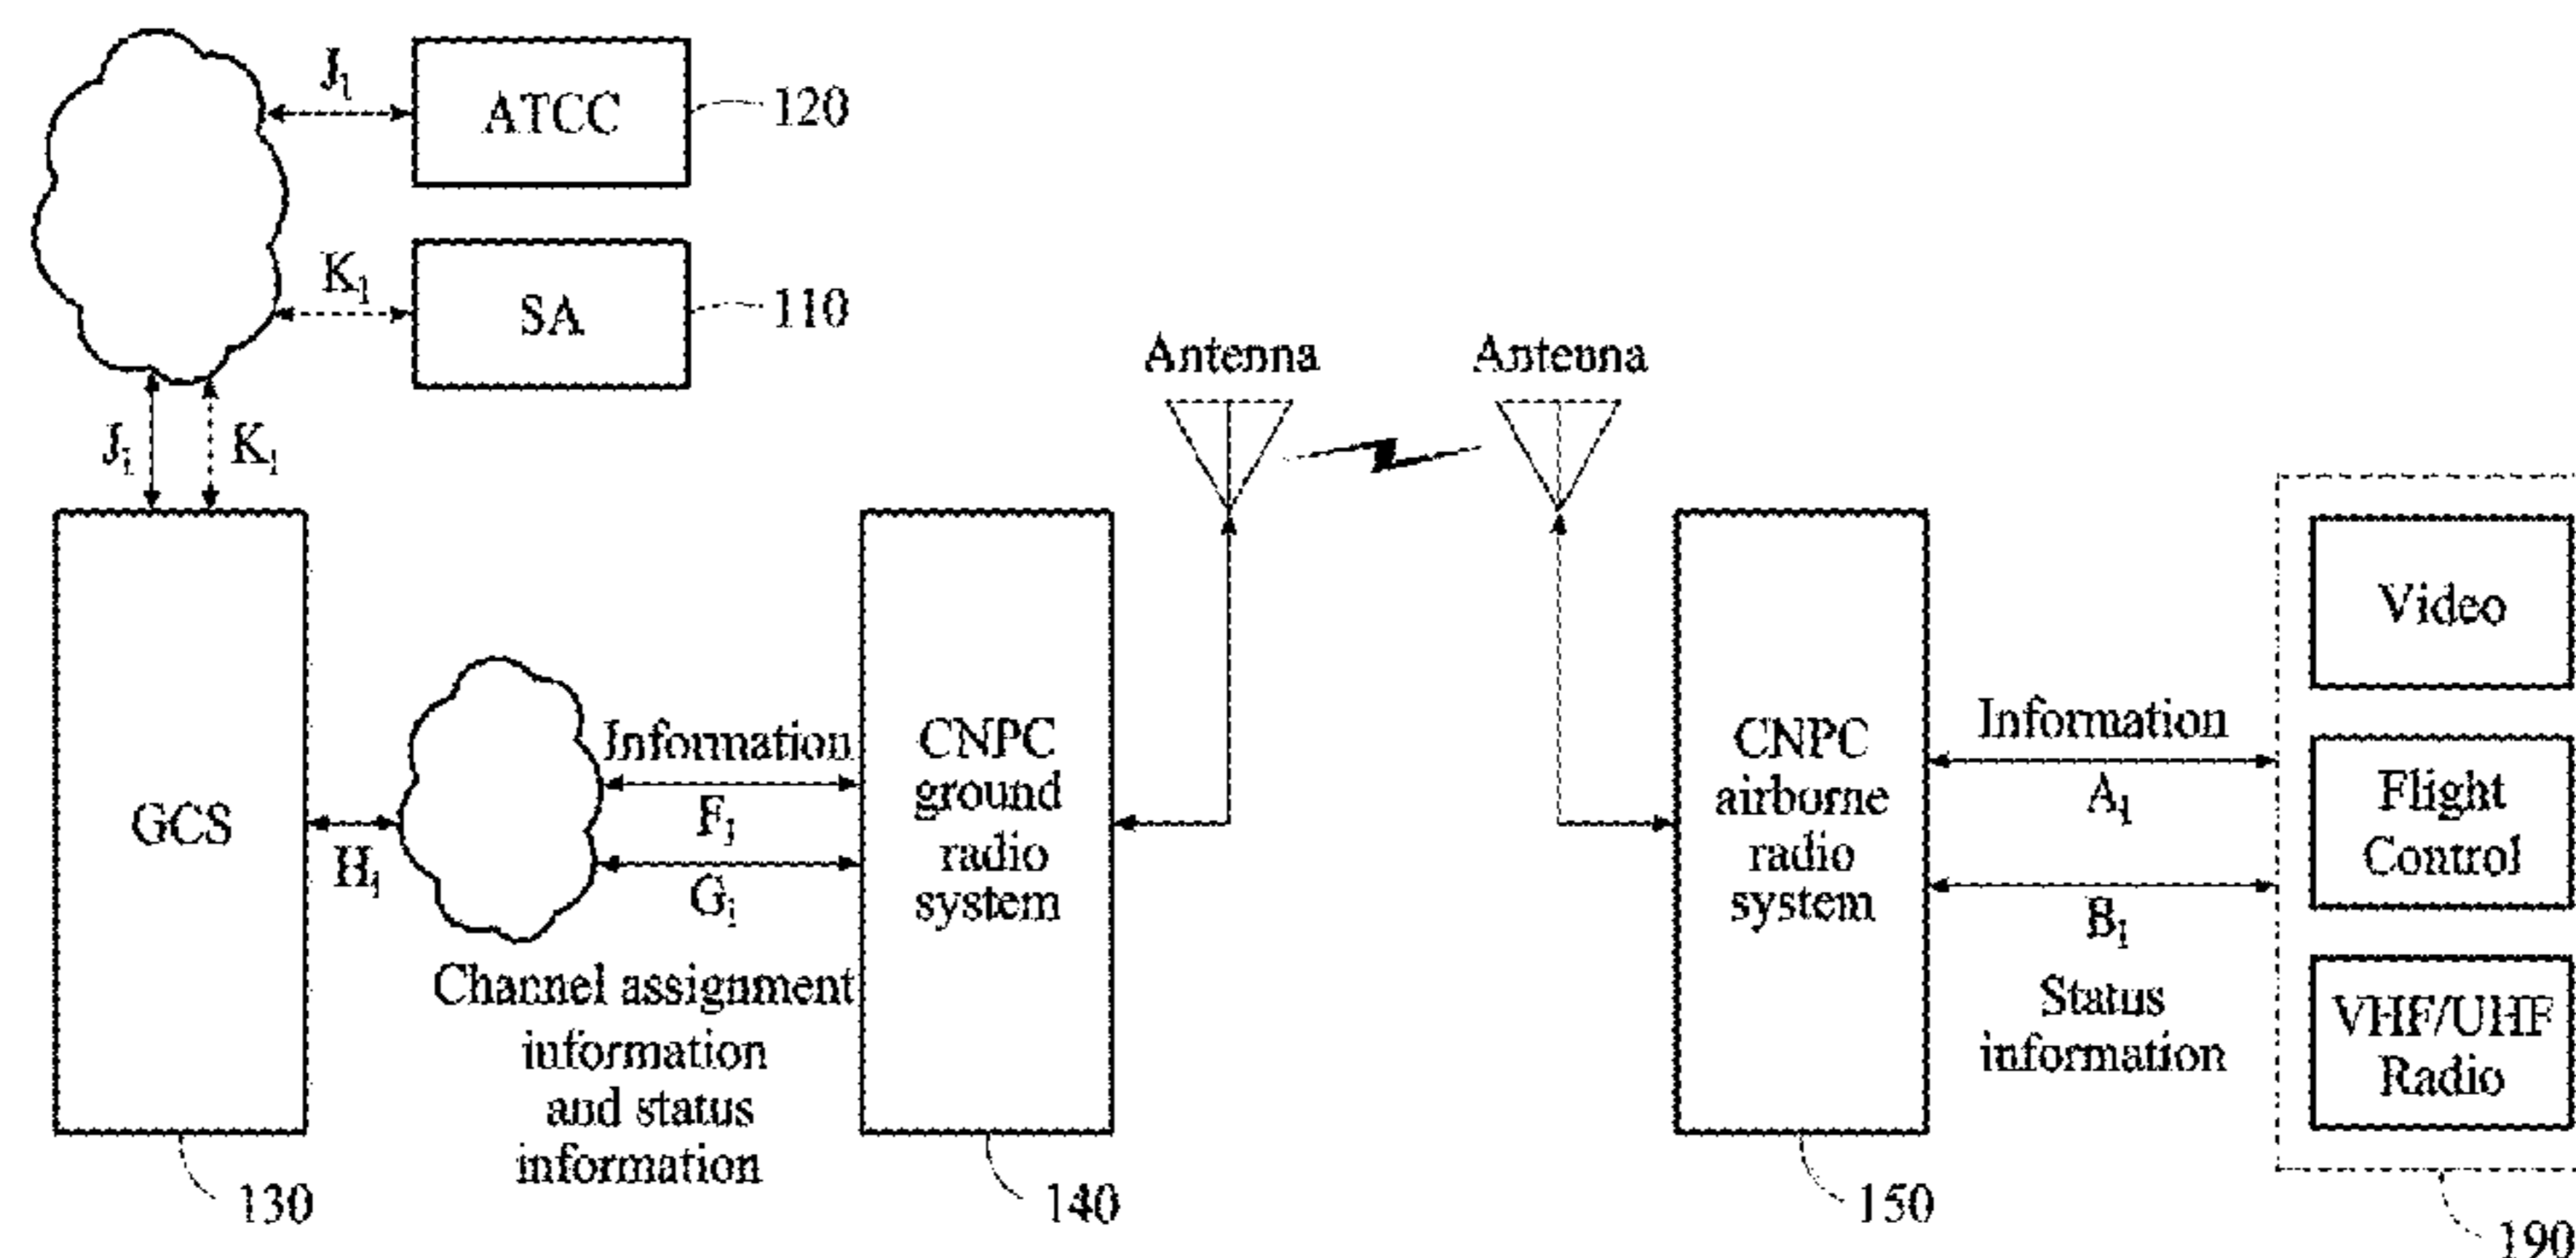 J1
ATCC
120
K1
SA
110
Antenna
Antenna
J1
K1
Video
GCS
Information
CNPC
ground
radio
system
CNPC
airborne
radio
system
Information
Flight
Control
H1
F1
A1
G1
B1
Channel assignment
information
and status
information
Status
information
VHF/UHF
Radio
130
140
150
190